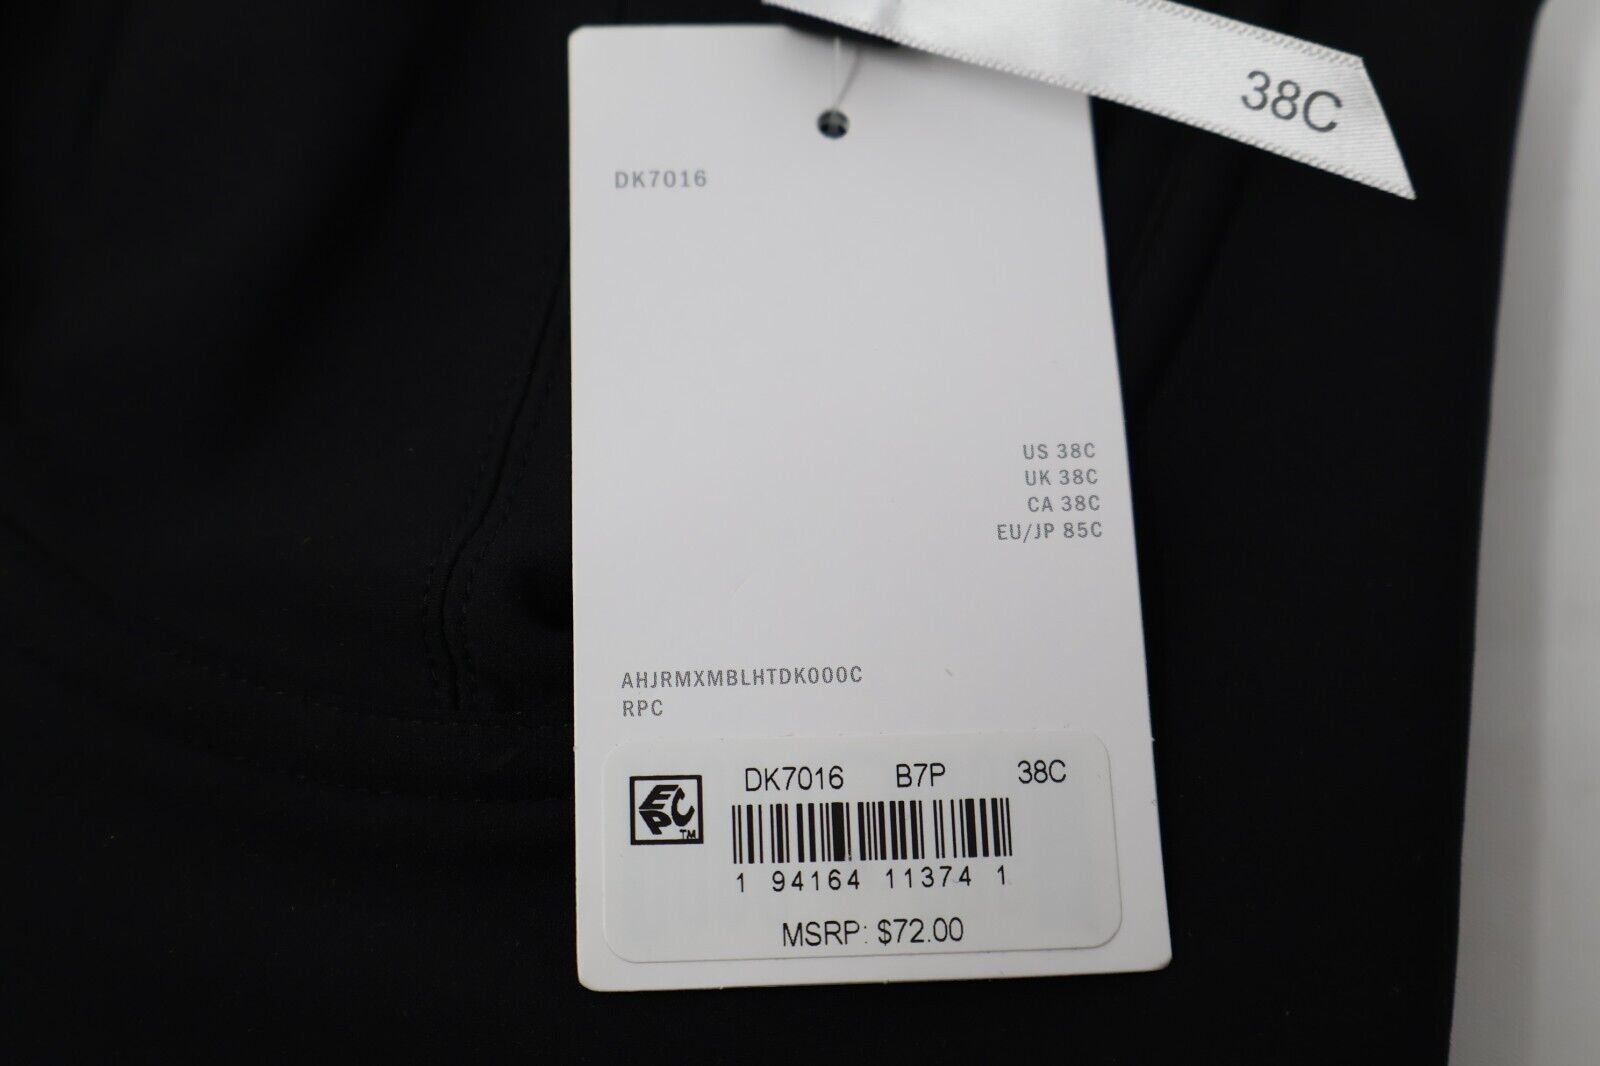 38C
DK7016
US 38C
UK 38C
CA 38C
EU/JP 85C
AHJRMXMBLHTDK000C
RPC
EPC™
DK7016 B7P 38C
1 94164 11374 1
MSRP: $72.00